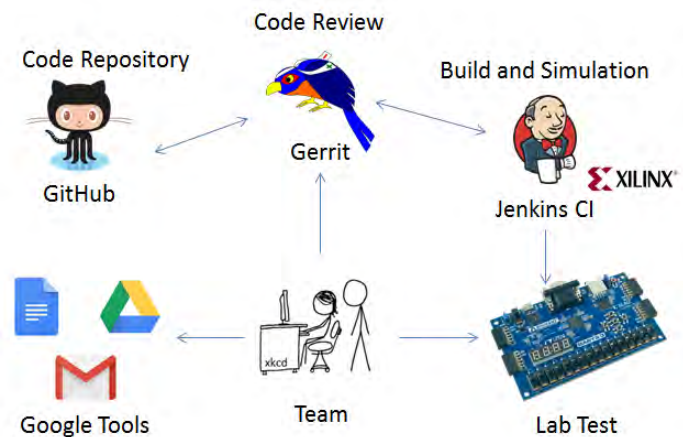 Code Review
Code Repository
Build and Simulation
Gerrit
GitHub
XILINX
Jenkins CI
xkcd
Google Tools
Team
Lab Test